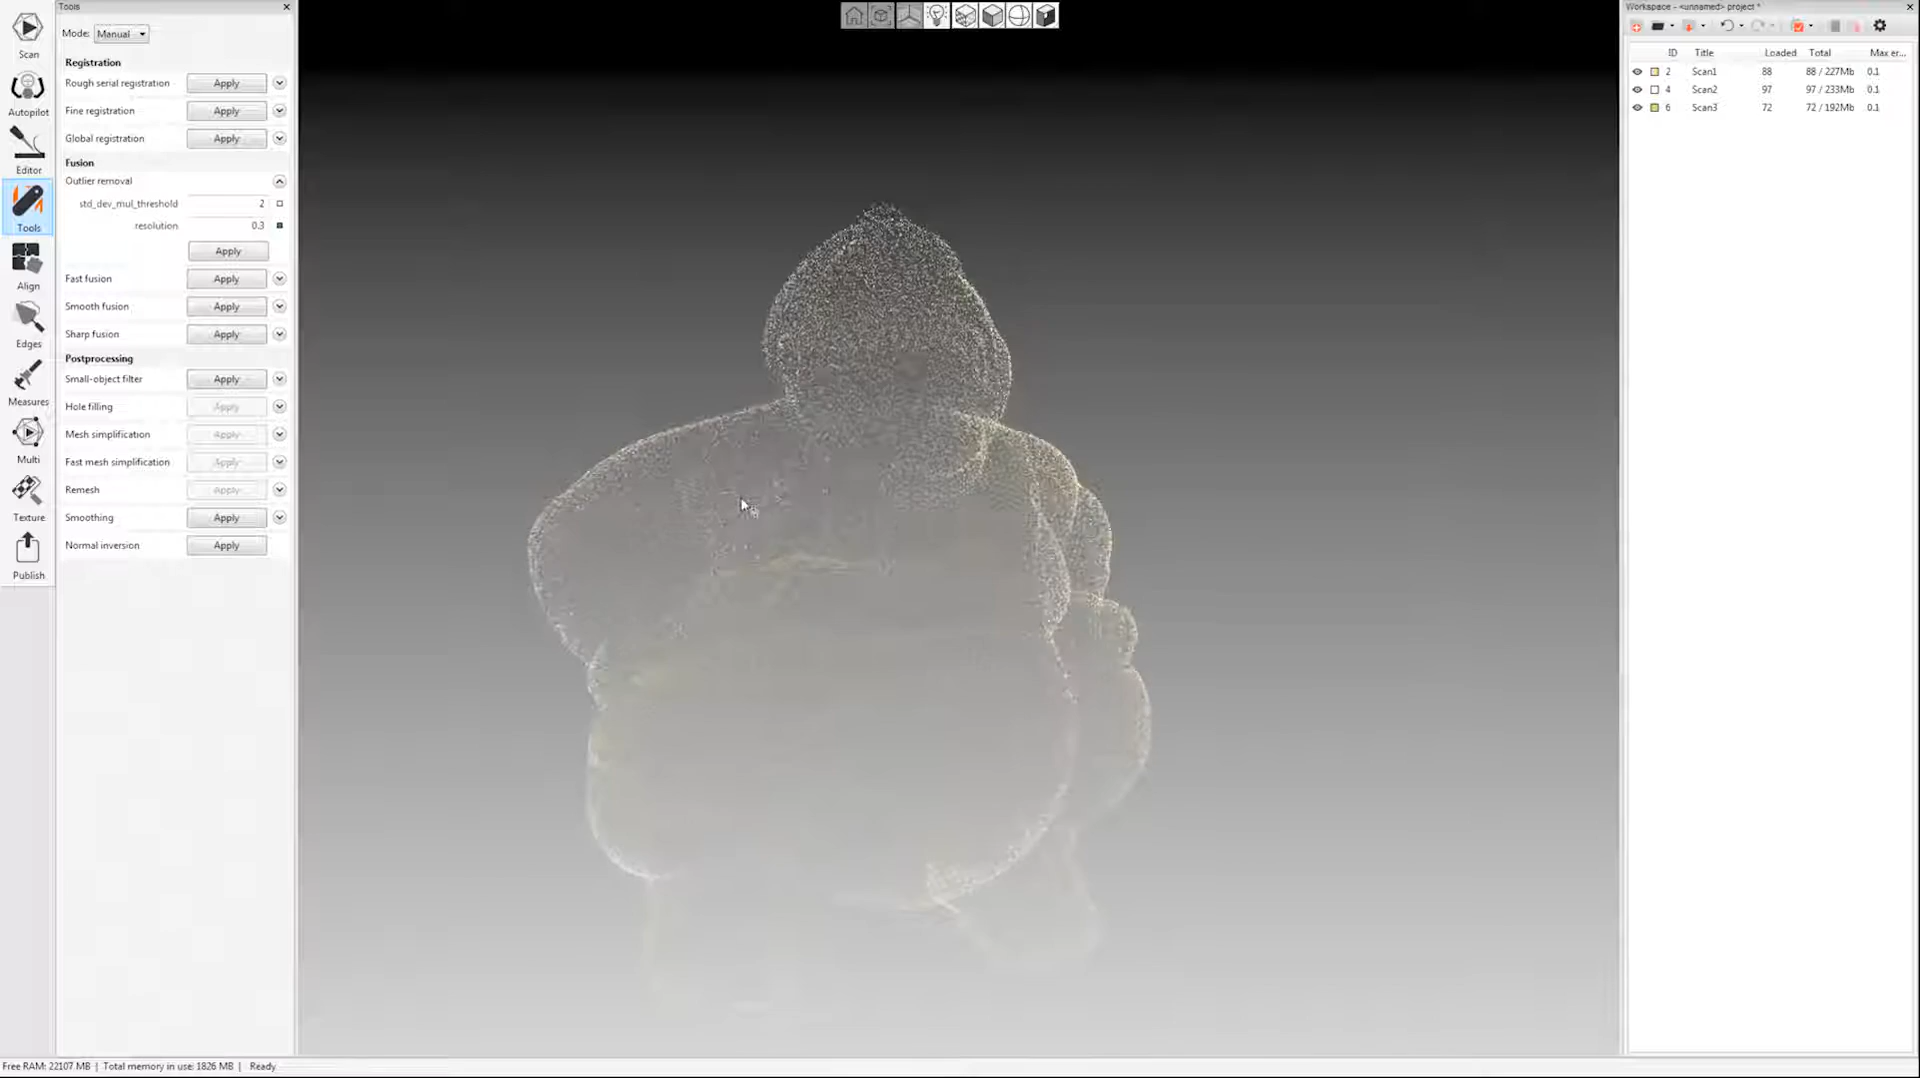 Tools
Mode: Manual
Registration
Rough serial registration Apply
Fine registration Apply
Global registration Apply
Fusion
Outlier removal
std_dev_mul_threshold 2
resolution 0.3
Apply
Fast fusion Apply
Smooth fusion Apply
Sharp fusion Apply
Postprocessing
Small-object filter Apply
Hole filling Apply
Mesh simplification Apply
Fast mesh simplification Apply
Remesh Apply
Smoothing Apply
Normal inversion Apply
Scan
Autopilot
Editor
Tools
Align
Edges
Measures
Multi
Texture
Publish
Workspace - <unnamed> project *
ID Title Loaded Total Max er...
2 Scan1 88 88 / 227Mb 0.1
4 Scan2 97 97 / 233Mb 0.1
6 Scan3 72 72 / 192Mb 0.1
Free RAM: 22107 MB | Total memory in use: 1826 MB | Ready